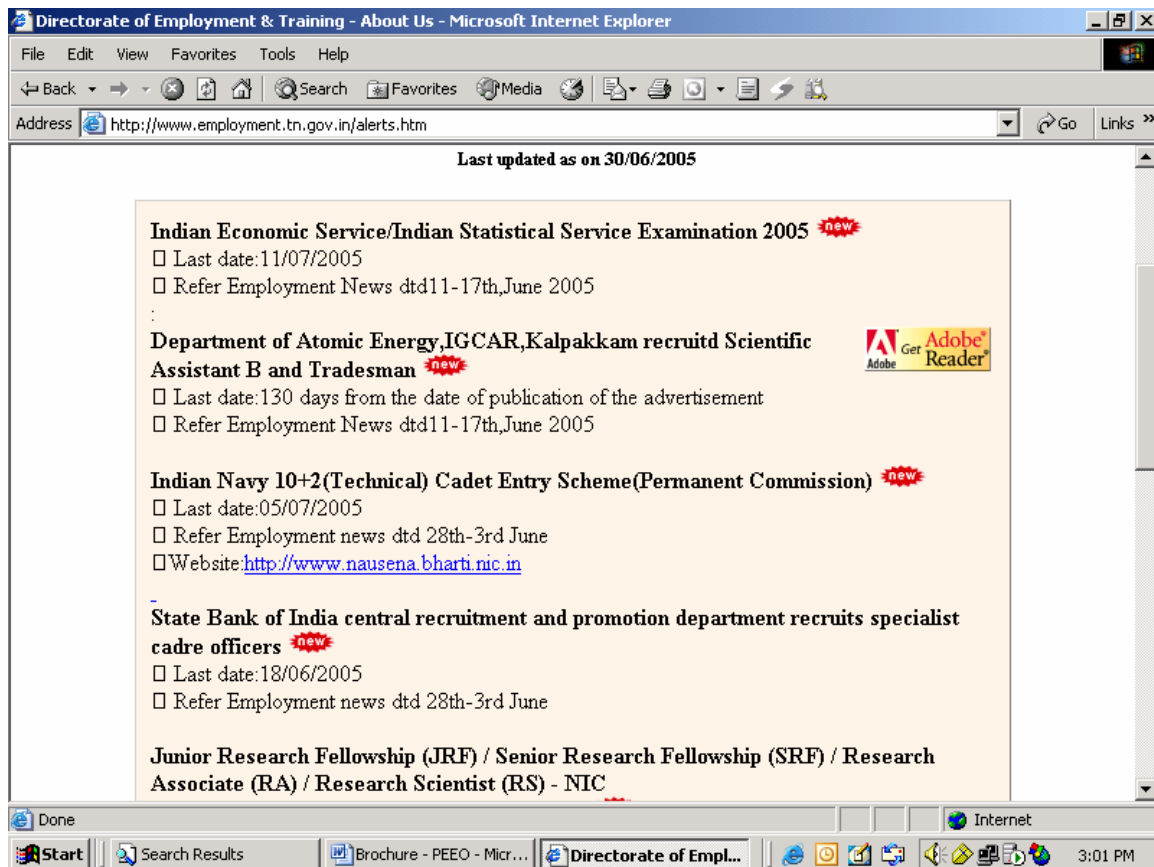 Directorate of Employment & Training - About Us - Microsoft Internet Explorer
File Edit View Favorites Tools Help
Back Search Favorites Media
Address http://www.employment.tn.gov.in/alerts.htm Go Links »
Last updated as on 30/06/2005
Indian Economic Service/Indian Statistical Service Examination 2005 new
Last date:11/07/2005
Refer Employment News dtd11-17th,June 2005
:
Department of Atomic Energy,IGCAR,Kalpakkam recruitd Scientific
Assistant B and Tradesman new
Adobe Get Adobe Reader
Last date:130 days from the date of publication of the advertisement
Refer Employment News dtd11-17th,June 2005
Indian Navy 10+2(Technical) Cadet Entry Scheme(Permanent Commission) new
Last date:05/07/2005
Refer Employment news dtd 28th-3rd June
Website:http://www.nausena.bharti.nic.in
State Bank of India central recruitment and promotion department recruits specialist
cadre officers new
Last date:18/06/2005
Refer Employment news dtd 28th-3rd June
Junior Research Fellowship (JRF) / Senior Research Fellowship (SRF) / Research
Associate (RA) / Research Scientist (RS) - NIC
Done Internet
Start Search Results Brochure - PEEO - Micr... Directorate of Empl... 3:01 PM